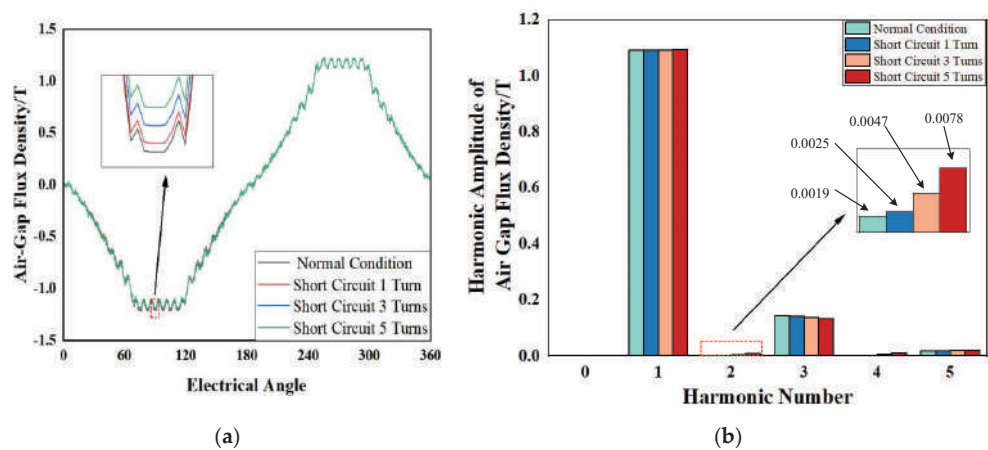 Air-Gap Flux Density/T
1.5
1.0
0.5
0.0
-0.5
-1.0
-1.5
0
60
120
180
240
300
360
Electrical Angle
Normal Condition
Short Circuit 1 Turn
Short Circuit 3 Turns
Short Circuit 5 Turns
(a)
Harmonic Amplitude of
Air Gap Flux Density/T
1.2
1.0
0.8
0.6
0.4
0.2
0.0
0
1
2
3
4
5
Harmonic Number
Normal Condition
Short Circuit 1 Turn
Short Circuit 3 Turns
Short Circuit 5 Turns
0.0078
0.0047
0.0025
0.0019
(b)